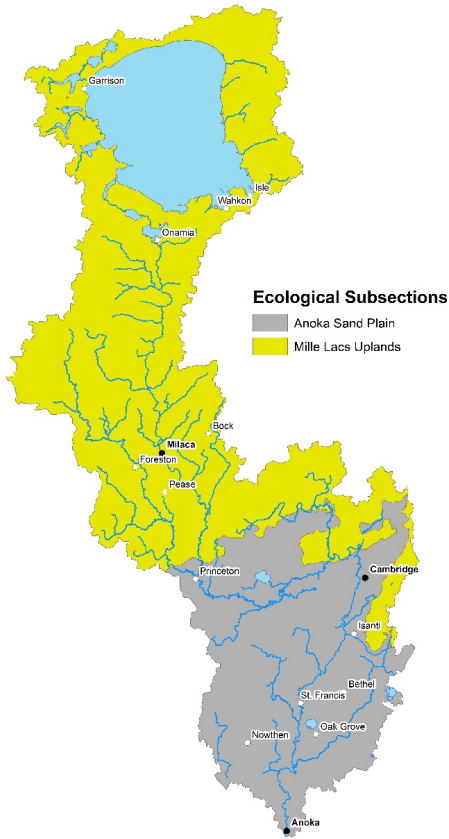 Garrison
Isle
Wahkon
Onamia
Ecological Subsections
Anoka Sand Plain
Mille Lacs Uplands
Bock
Milaca
Foreston
Pease
Princeton
Cambridge
Isanti
Bethel
St. Francis
Oak Grove
Nowthen
Anoka